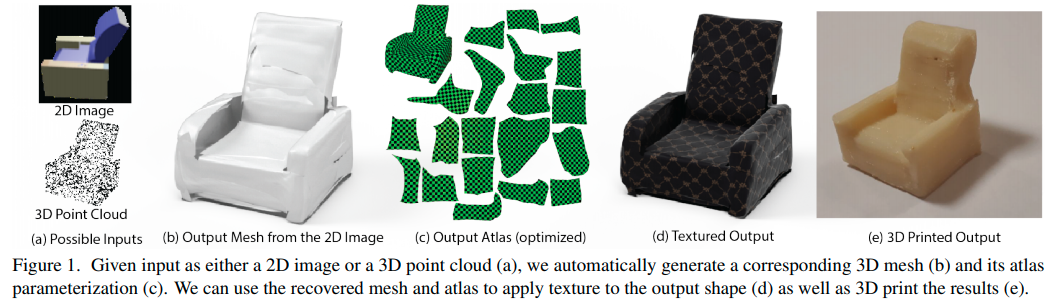 2D Image
3D Point Cloud
(a) Possible Inputs
(b) Output Mesh from the 2D Image
(c) Output Atlas (optimized)
(d) Textured Output
(e) 3D Printed Output
Figure 1. Given input as either a 2D image or a 3D point cloud (a), we automatically generate a corresponding 3D mesh (b) and its atlas
parameterization (c). We can use the recovered mesh and atlas to apply texture to the output shape (d) as well as 3D print the results (e).